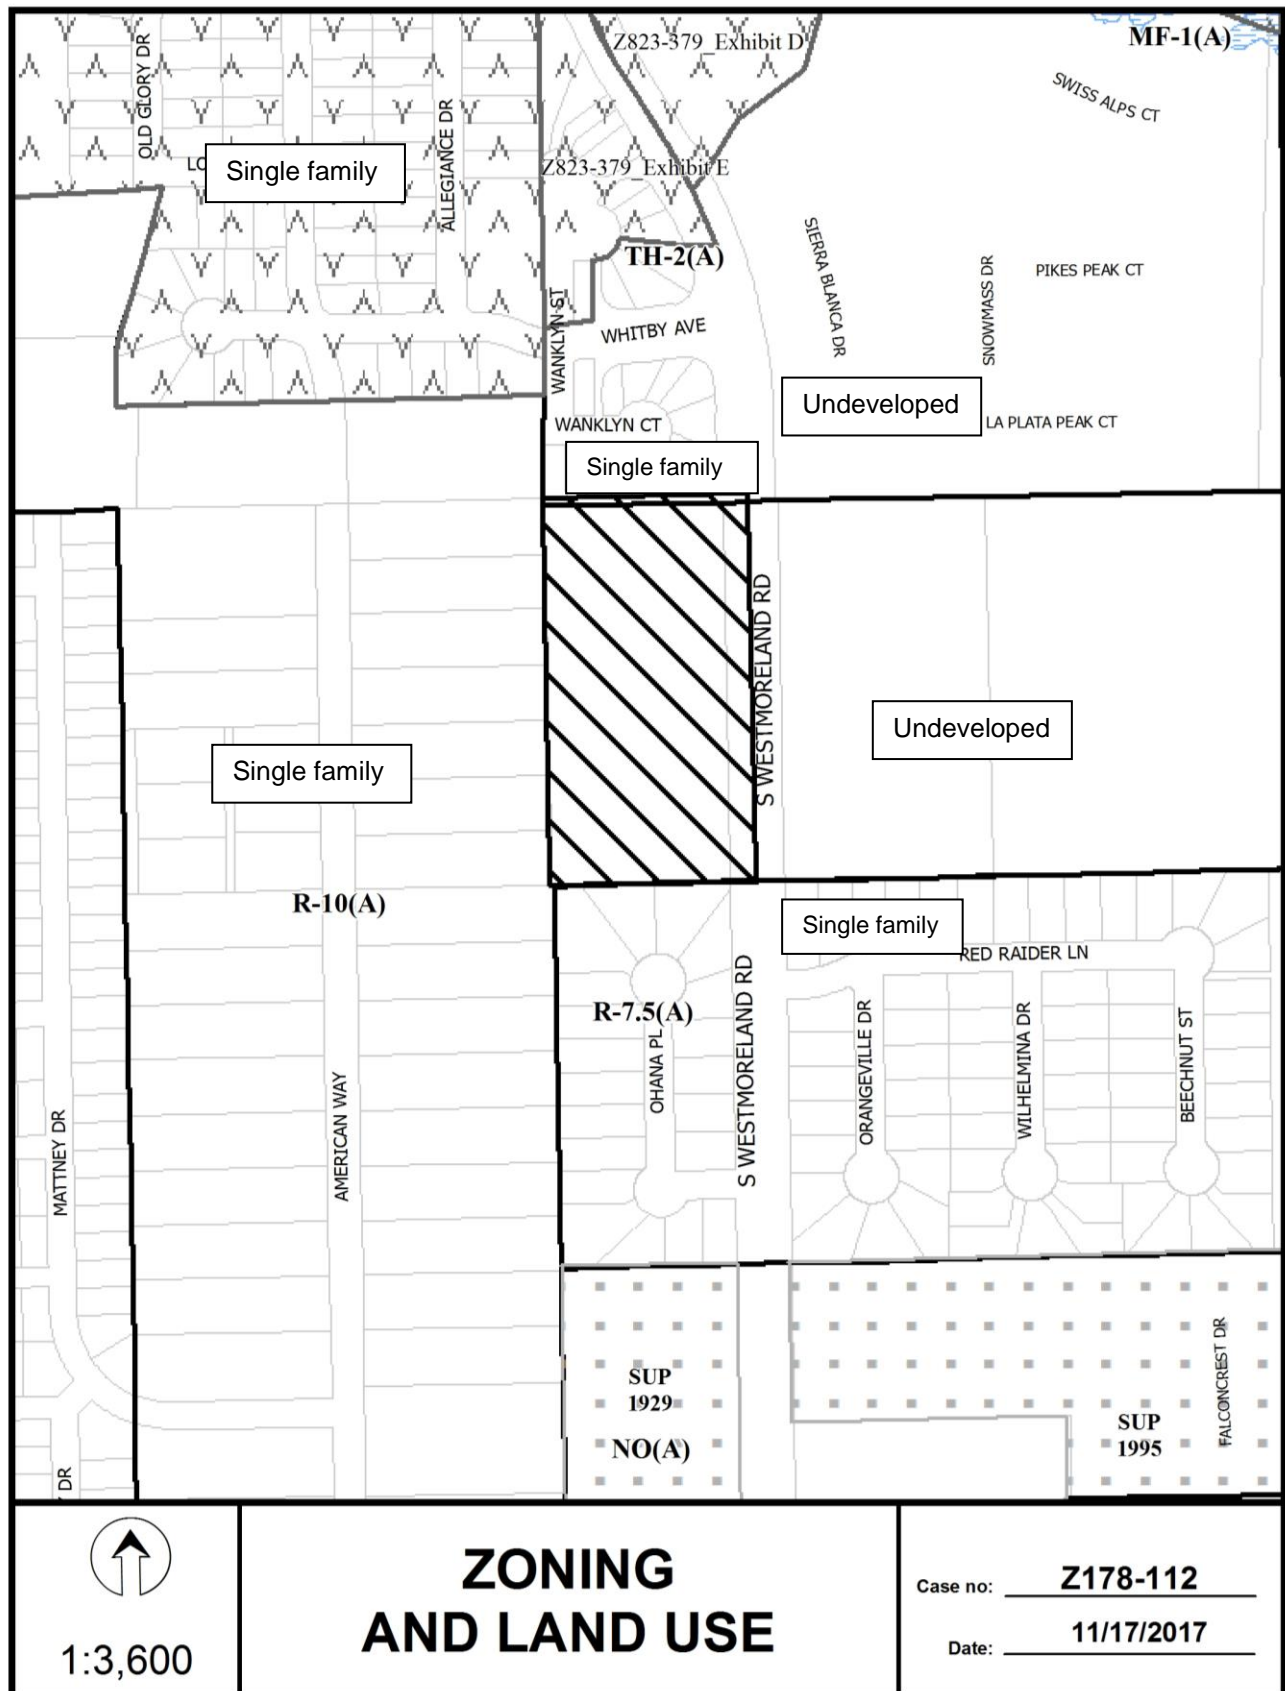 MF-1(A)
Z823-379_Exhibit D
SWISS ALPS CT
OLD GLORY DR
ALLEGIANCE DR
Single family
Z823-379_Exhibit E
TH-2(A)
SIERRA BLANCA DR
SNOWMASS DR
PIKES PEAK CT
WANKLYN ST
WHITBY AVE
Undeveloped
LA PLATA PEAK CT
WANKLYN CT
Single family
S WESTMORELAND RD
Undeveloped
Single family
R-10(A)
Single family
RED RAIDER LN
R-7.5(A)
OHANA PL
S WESTMORELAND RD
ORANGEVILLE DR
WILHELMINA DR
BEECHNUT ST
MATTNEY DR
AMERICAN WAY
SUP
1929
NO(A)
FALCONCREST DR
SUP
1995
DR
1:3,600
ZONING
AND LAND USE
Case no: Z178-112
Date: 11/17/2017